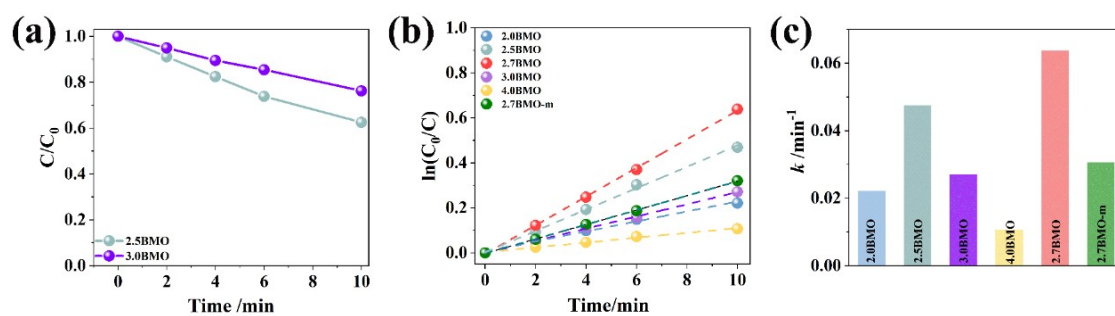 (a)
1.0
0.8
0.6
0.4
0.2
0.0
C/C₀
2.5BMO
3.0BMO
0 2 4 6 8 10
Time /min
(b)
1.0
0.8
0.6
0.4
0.2
0.0
ln(C₀/C)
2.0BMO
2.5BMO
2.7BMO
3.0BMO
4.0BMO
2.7BMO-m
0 2 4 6 8 10
Time/min
(c)
0.06
0.04
0.02
0.00
k /min⁻¹
2.0BMO
2.5BMO
3.0BMO
4.0BMO
2.7BMO
2.7BMO-m